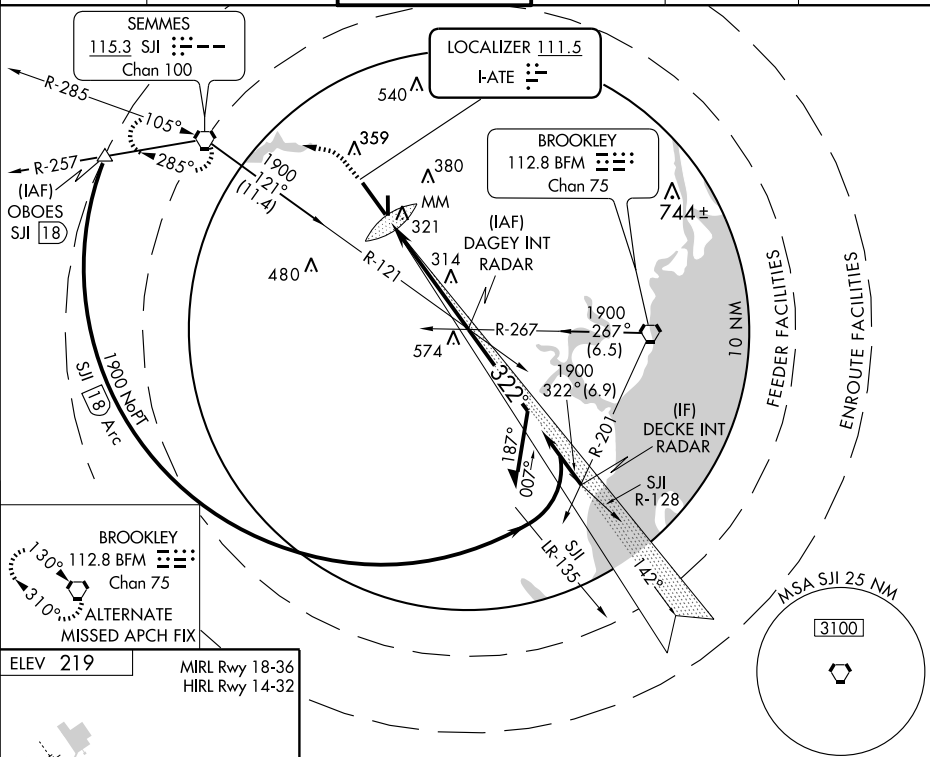 SEMMES
115.3 SJI
Chan 100
LOCALIZER 111.5
I-ATE
BROOKLEY
112.8 BFM
Chan 75
R-285
105°
285°
R-257
(IAF)
OBOES
SJI 18
1900
121°
(11.4)
R-121
540
359
380
MM
321
480
314
574
744±
(IAF)
DAGEY INT
RADAR
R-267
1900
267°
(6.5)
1900
322° (6.9)
322°
(IF)
DECKE INT
RADAR
R-201
187°
007°
SJI
R-128
SJI
LR-135
142°
10 NM
FEEDER FACILITIES
ENROUTE FACILITIES
1900 NoPT
SJI 18 Arc
BROOKLEY
112.8 BFM
Chan 75
130°
310°
ALTERNATE
MISSED APCH FIX
MSA SJI 25 NM
3100
ELEV 219
MIRL Rwy 18-36
HIRL Rwy 14-32